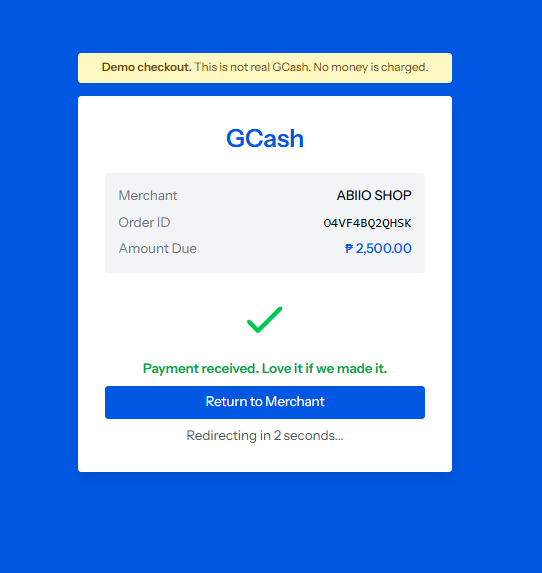 Demo checkout. This is not real GCash. No money is charged.
GCash
Merchant ABIIO SHOP
Order ID O4VF4BQ2QHSK
Amount Due ₱ 2,500.00
Payment received. Love it if we made it.
Return to Merchant
Redirecting in 2 seconds...